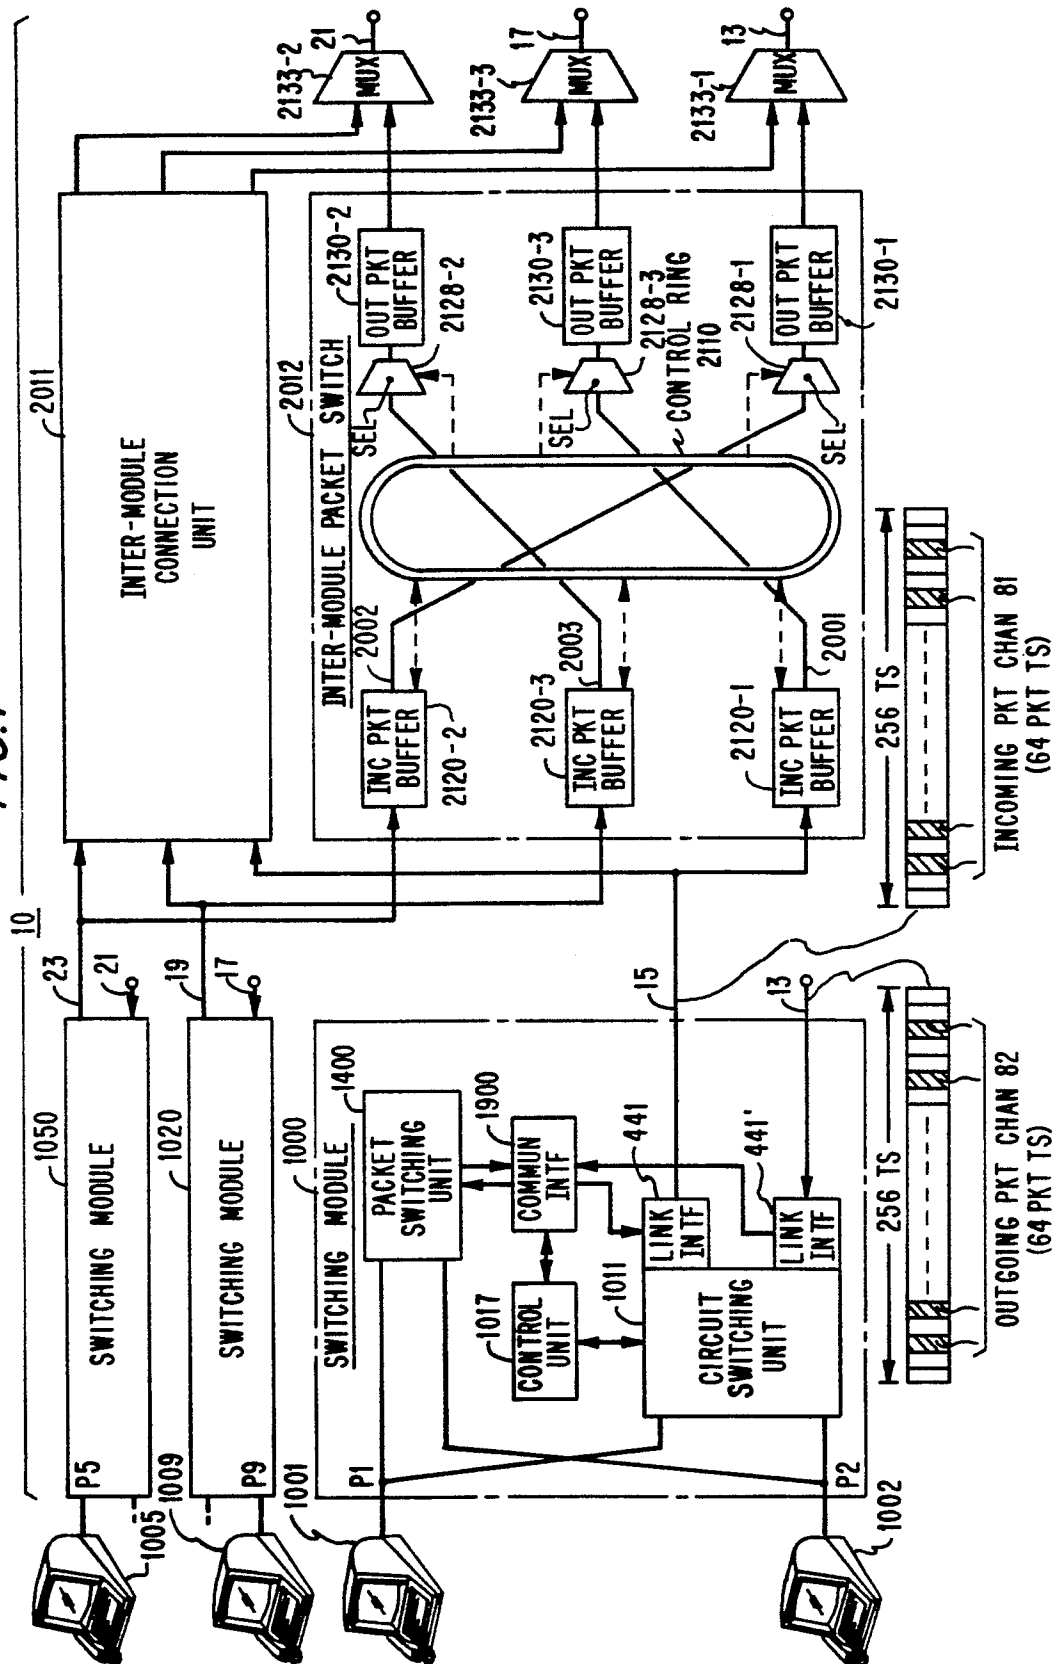 FIG. 1
10
1050
23
21
SWITCHING MODULE
P5
1005
1020
19
17
SWITCHING MODULE
P9
1009
1000
SWITCHING MODULE
1001
P1
1400
PACKET
SWITCHING
UNIT
1900
COMMUN
INTF
1017
CONTROL
UNIT
1011
CIRCUIT
SWITCHING
UNIT
441
LINK
INTF
441'
LINK
INTF
15
13
P2
1002
256 TS
OUTGOING PKT CHAN 82
(64 PKT TS)
2011
INTER-MODULE
CONNECTION
UNIT
2012
INTER-MODULE PACKET SWITCH
INC PKT
BUFFER
2120-2
2002
2120-3
INC PKT
BUFFER
2003
2120-1
INC PKT
BUFFER
2001
SEL
2128-2
OUT PKT
BUFFER
2130-2
SEL
2128-3
OUT PKT
BUFFER
2130-3
CONTROL RING
2110
SEL
2128-1
OUT PKT
BUFFER
2130-1
2133-2
MUX
21
2133-3
MUX
17
2133-1
MUX
13
256 TS
INCOMING PKT CHAN 81
(64 PKT TS)